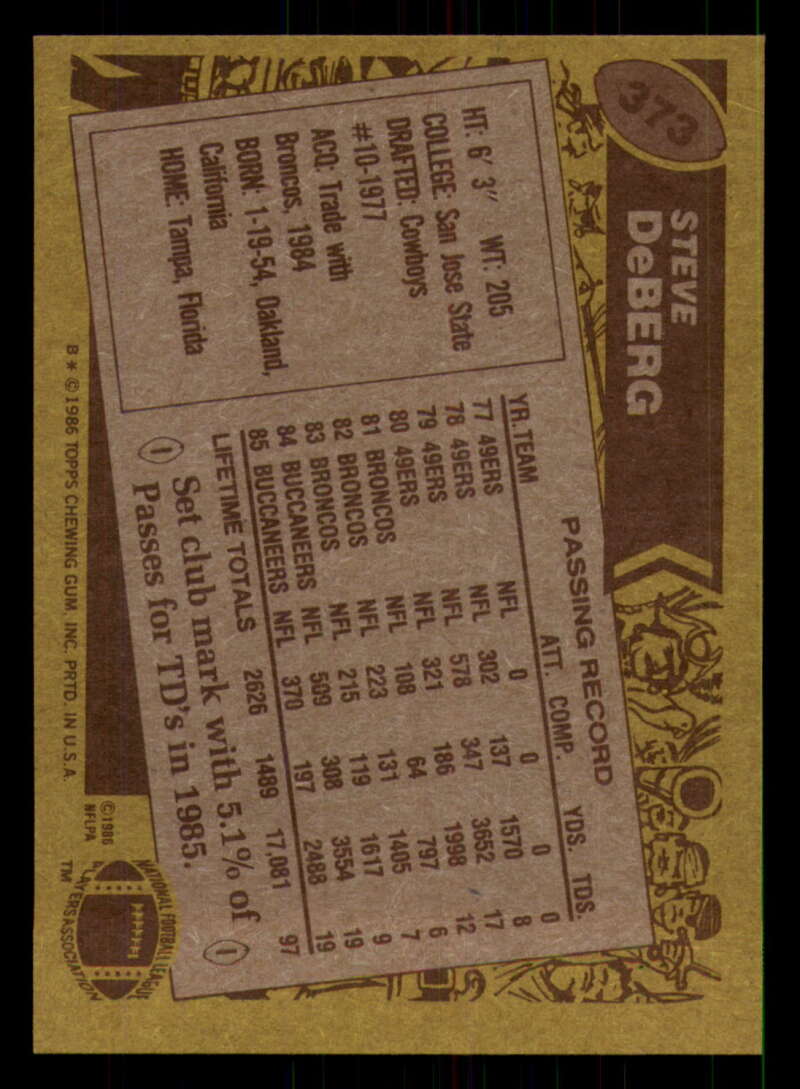 373
STEVE
DeBERG
HT: 6' 3" WT: 205
COLLEGE: San Jose State
DRAFTED: Cowboys
#10-1977
ACQ: Trade with
Broncos, 1984
BORN: 1-19-54, Oakland,
California
HOME: Tampa, Florida
PASSING RECORD
YR. TEAM ATT. COMP. YDS. TDS.
77 49ERS NFL 0 0 0 0
78 49ERS NFL 302 137 1570 8
79 49ERS NFL 578 347 3652 17
80 49ERS NFL 321 186 1998 12
81 BRONCOS NFL 108 64 797 6
82 BRONCOS NFL 223 131 1405 7
83 BRONCOS NFL 215 119 1617 9
84 BUCCANEERS NFL 509 308 3554 19
85 BUCCANEERS NFL 370 197 2488 19
LIFETIME TOTALS 2626 1489 17,081 97
Set club mark with 5.1% of
Passes for TD's in 1985.
B * © 1986 TOPPS CHEWING GUM, INC. PRTD. IN U.S.A.
© 1986
NFLPA
NATIONAL FOOTBALL LEAGUE
PLAYERS ASSOCIATION
TM